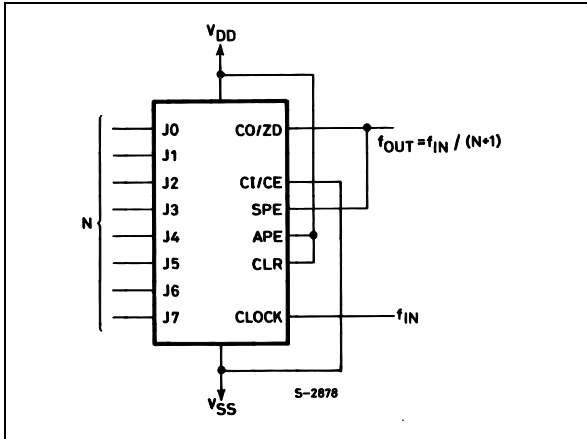 VDD
J0 CO/ZD
fOUT = fIN / (N+1)
J1
J2 CI/CE
J3 SPE
N J4 APE
J5 CLR
J6
J7 CLOCK fIN
S-2878
VSS